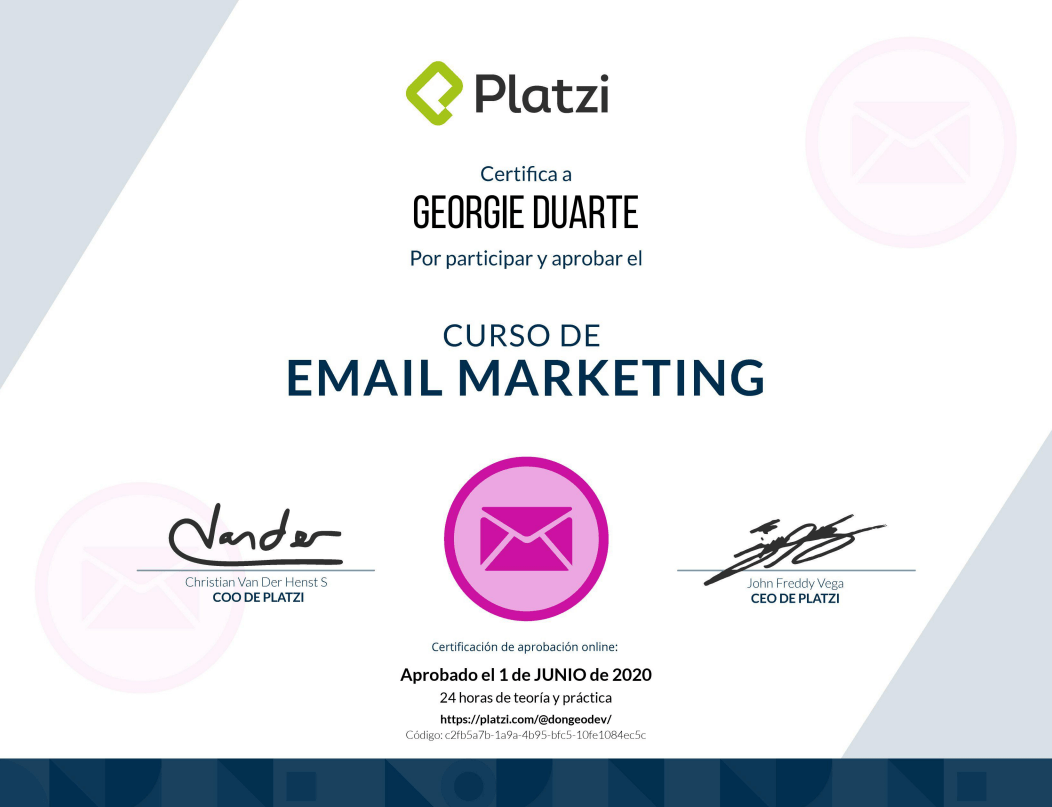 Platzi
Certifica a
GEORGIE DUARTE
Por participar y aprobar el
CURSO DE
EMAIL MARKETING
Vander
Christian Van Der Henst S
COO DE PLATZI
John Freddy Vega
CEO DE PLATZI
Certificación de aprobación online:
Aprobado el 1 de JUNIO de 2020
24 horas de teoría y práctica
https://platzi.com/@dongeodev/
Código: c2fb5a7b-1a9a-4b95-bfc5-10fe1084ec5c